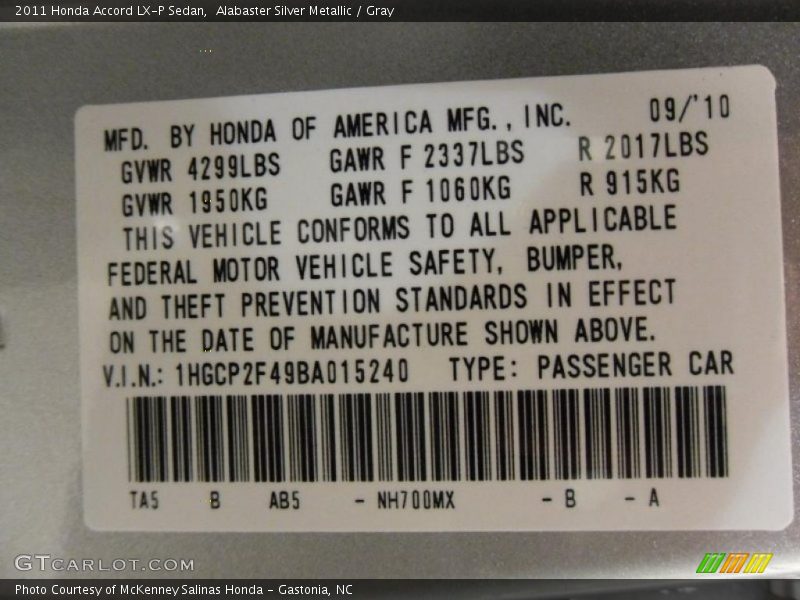 2011 Honda Accord LX-P Sedan,  Alabaster Silver Metallic / Gray
MFD. BY HONDA OF AMERICA MFG., INC. 09/'10
GVWR 4299LBS GAWR F 2337LBS R 2017LBS
GVWR 1950KG GAWR F 1060KG R 915KG
THIS VEHICLE CONFORMS TO ALL APPLICABLE
FEDERAL MOTOR VEHICLE SAFETY, BUMPER,
AND THEFT PREVENTION STANDARDS IN EFFECT
ON THE DATE OF MANUFACTURE SHOWN ABOVE.
V.I.N.: 1HGCP2F49BA015240 TYPE: PASSENGER CAR
TA5 B AB5 - NH700MX - B - A
GTCARLOT.COM
Photo Courtesy of McKenney Salinas Honda - Gastonia, NC